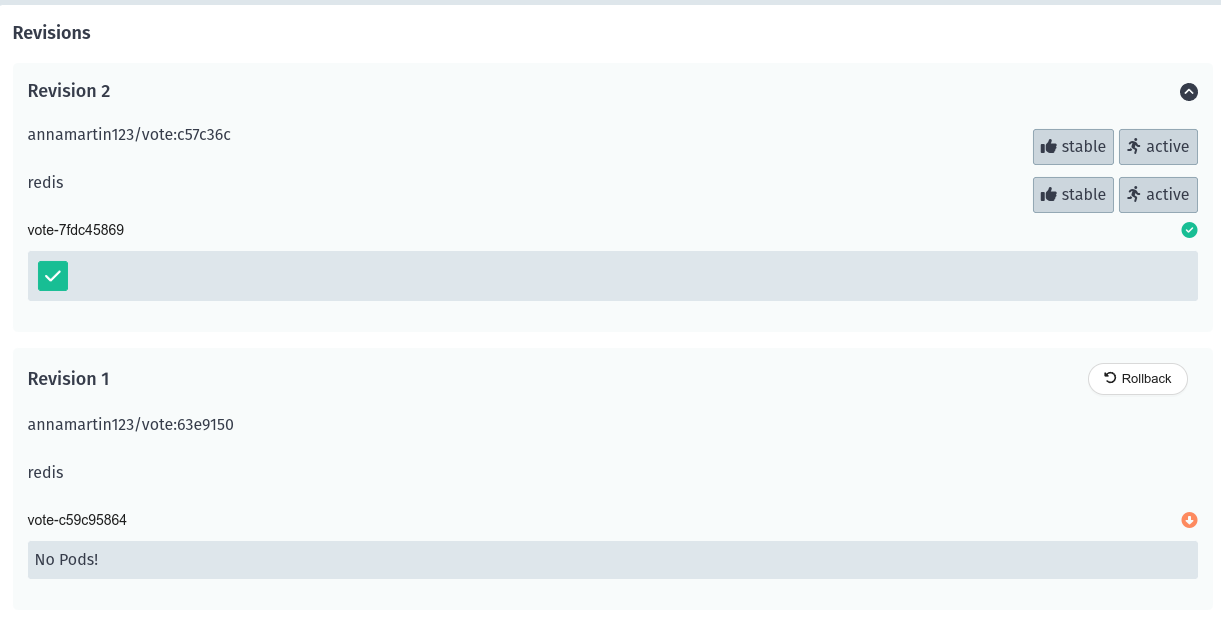 Revisions
Revision 2
annamartin123/vote:c57c36c
stable active
redis
stable active
vote-7fdc45869
Revision 1
Rollback
annamartin123/vote:63e9150
redis
vote-c59c95864
No Pods!